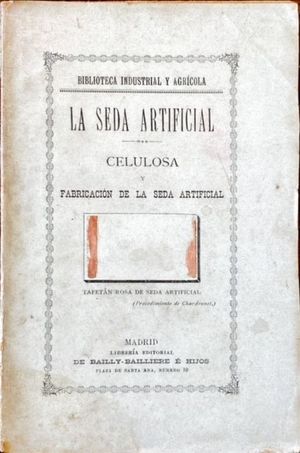 BIBLIOTECA INDUSTRIAL Y AGRÍCOLA
LA SEDA ARTIFICIAL
CELULOSA
Y
FABRICACIÓN DE LA SEDA ARTIFICIAL
TAFETÁN ROSA DE SEDA ARTIFICIAL
(Procedimiento de Chardonnet.)
MADRID
LIBRERÍA EDITORIAL
DE BAILLY-BAILLIERE É HIJOS
PLAZA DE SANTA ANA, NÚMERO 10